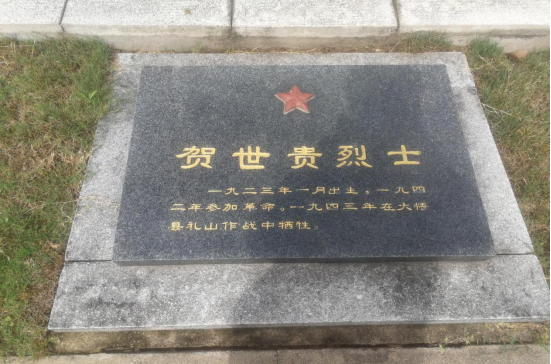 贺世贵烈士
一九二三年一月出生。一九四
二年参加革命。一九四三年在大悟
县礼山作战中牺牲。